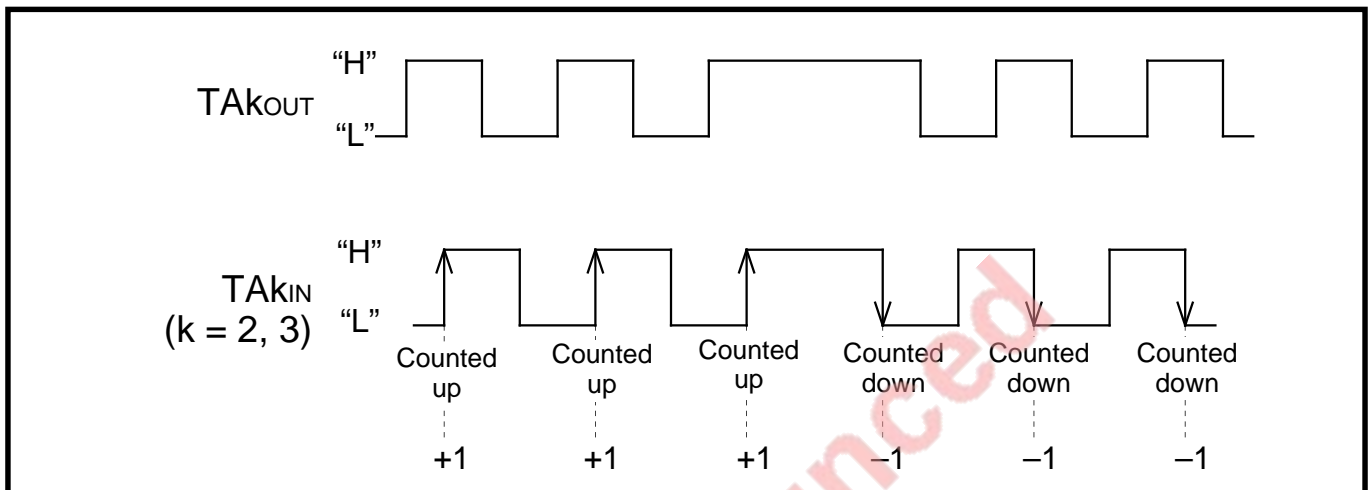 “H”
TAkOUT
“L”
“H”
TAkIN
(k = 2, 3) “L”
Counted up
Counted up
Counted up
Counted down
Counted down
Counted down
+1
+1
+1
–1
–1
–1